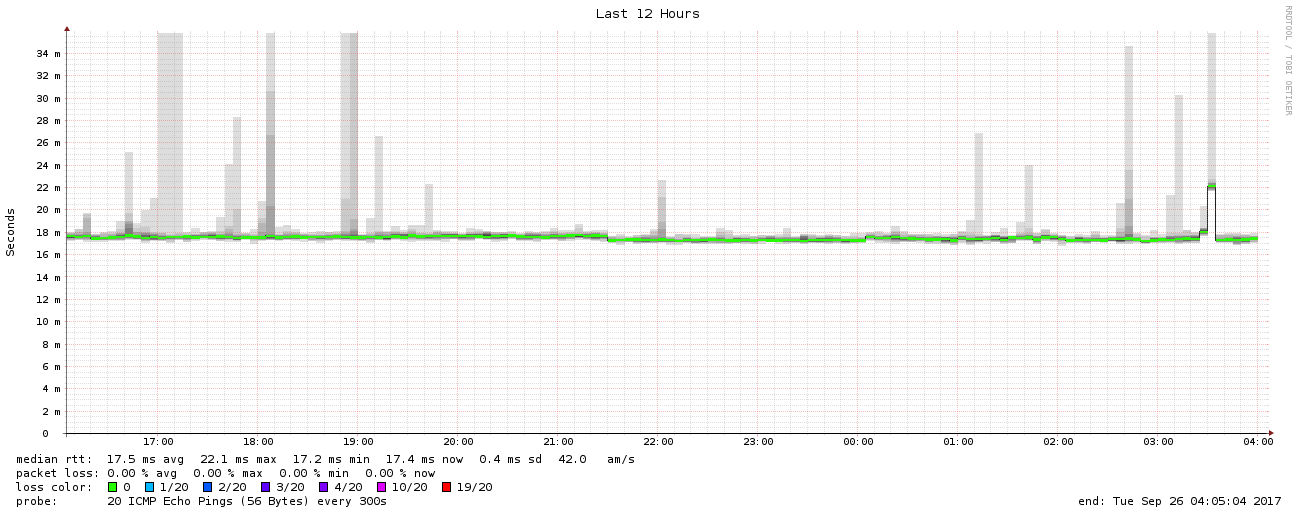 Last 12 Hours
RRDTOOL / TOBI OETIKER
Seconds
34 m
32 m
30 m
28 m
26 m
24 m
22 m
20 m
18 m
16 m
14 m
12 m
10 m
8 m
6 m
4 m
2 m
0
17:00 18:00 19:00 20:00 21:00 22:00 23:00 00:00 01:00 02:00 03:00 04:00
median rtt: 17.5 ms avg 22.1 ms max 17.2 ms min 17.4 ms now 0.4 ms sd 42.0 am/s
packet loss: 0.00 % avg 0.00 % max 0.00 % min 0.00 % now
loss color: 0 1/20 2/20 3/20 4/20 10/20 19/20
probe: 20 ICMP Echo Pings (56 Bytes) every 300s end: Tue Sep 26 04:05:04 2017